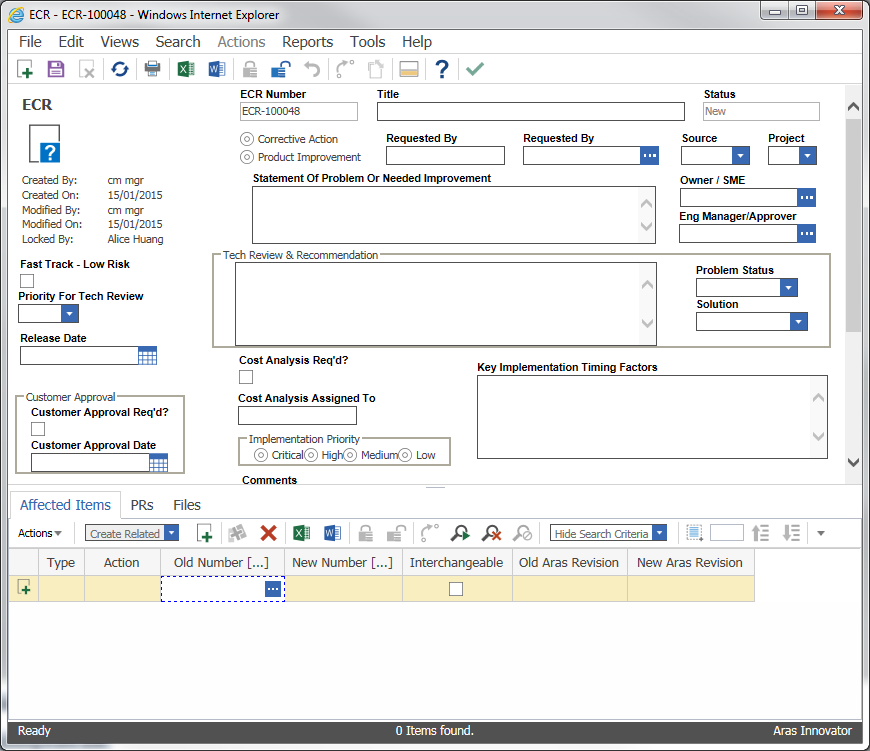 ECR - ECR-100048 - Windows Internet Explorer
File Edit Views Search Actions Reports Tools Help
ECR
ECR Number
ECR-100048
Title
Status
New
Corrective Action
Product Improvement
Requested By
Requested By
Source
Project
Created By: cm mgr
Created On: 15/01/2015
Modified By: cm mgr
Modified On: 15/01/2015
Locked By: Alice Huang
Statement Of Problem Or Needed Improvement
Owner / SME
Eng Manager/Approver
Fast Track - Low Risk
Priority For Tech Review
Release Date
Tech Review & Recommendation
Problem Status
Solution
Cost Analysis Req'd?
Cost Analysis Assigned To
Key Implementation Timing Factors
Customer Approval
Customer Approval Req'd?
Customer Approval Date
Implementation Priority
Critical High Medium Low
Comments
Affected Items PRs Files
Actions Create Related Hide Search Criteria
Type Action Old Number [...] New Number [...] Interchangeable Old Aras Revision New Aras Revision
Ready 0 Items found. Aras Innovator